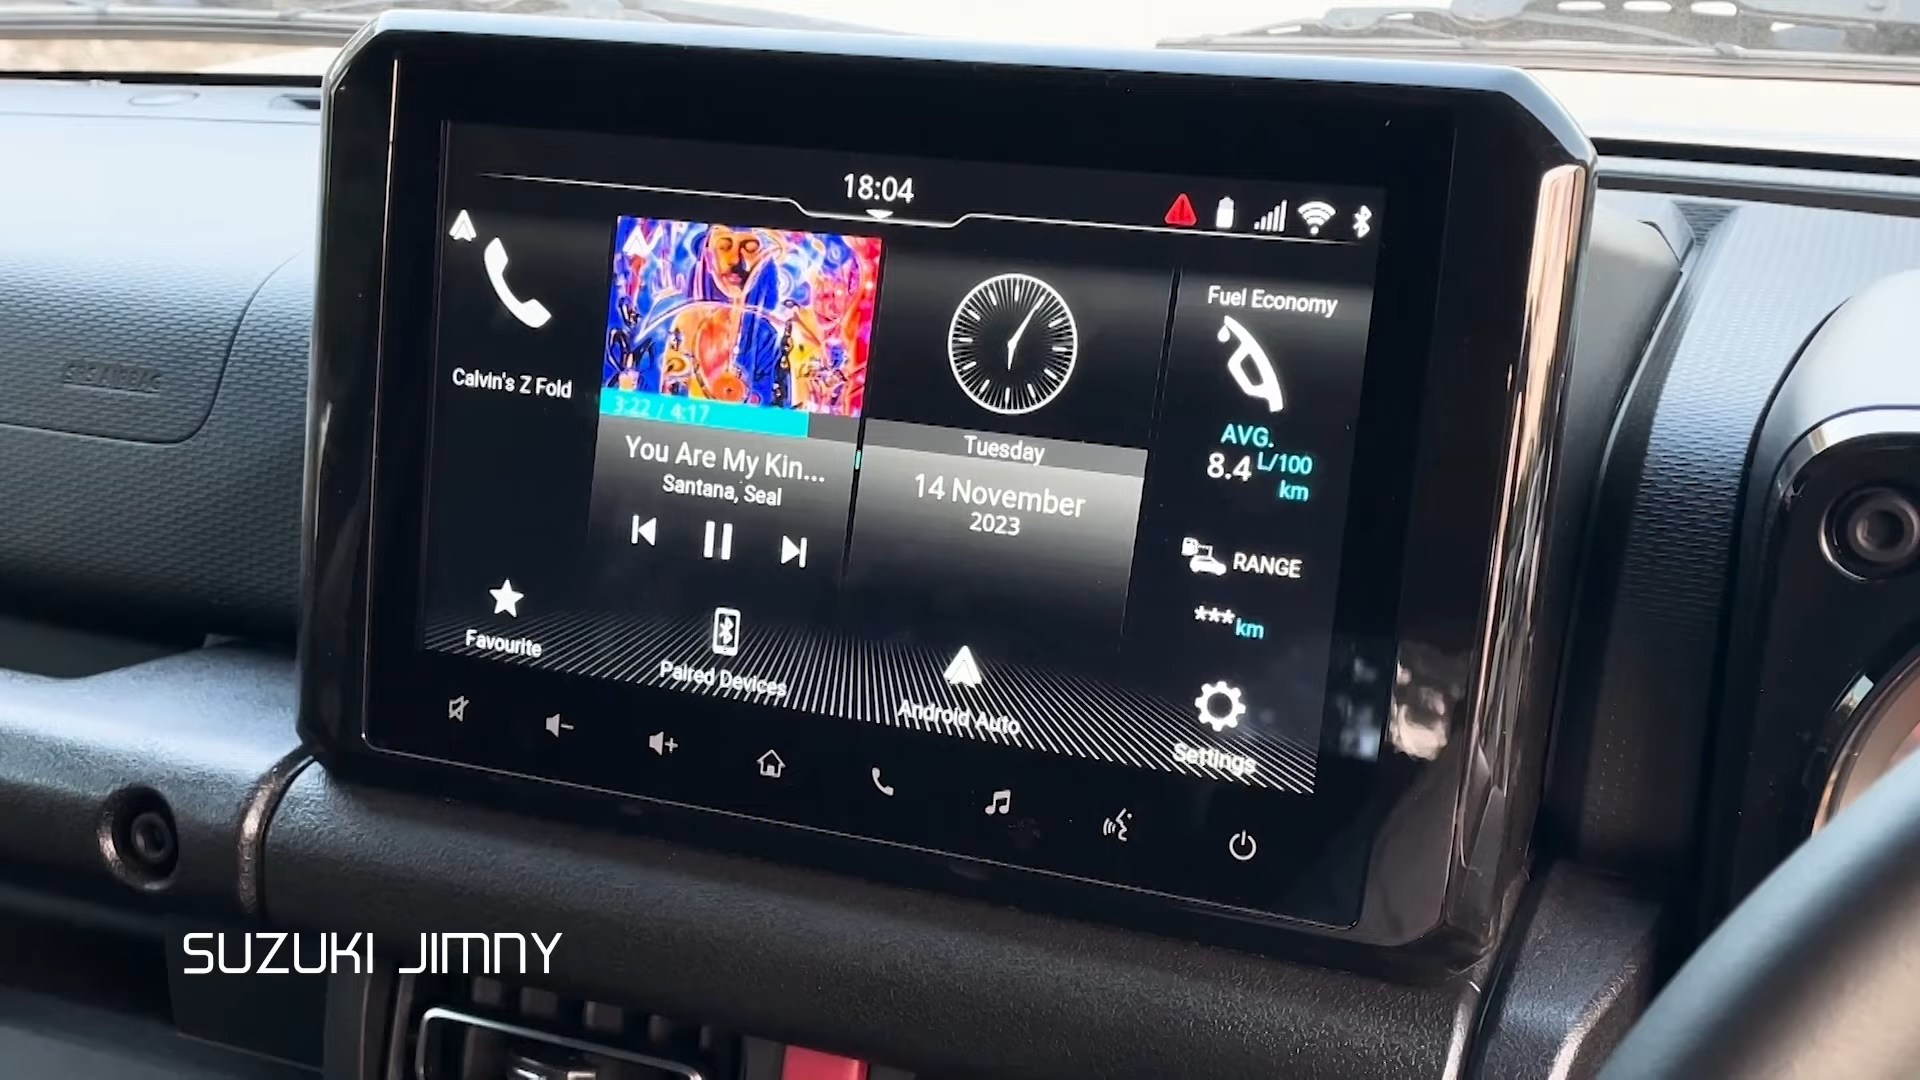 18:04
Calvin's Z Fold
3:22 / 4:17
You Are My Kin...
Santana, Seal
Tuesday
14 November
2023
Fuel Economy
AVG.
8.4 L/100
km
RANGE
***km
Favourite
Paired Devices
Android Auto
Settings
SUZUKI JIMNY